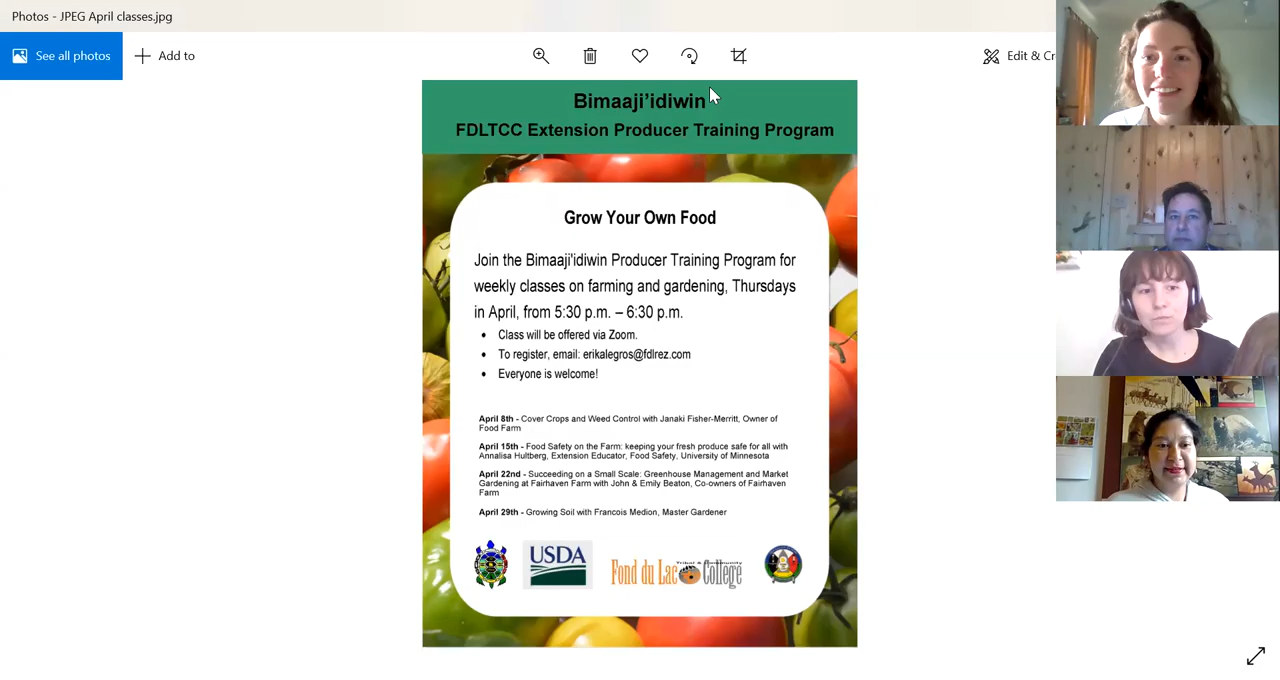 Photos - JPEG April classes.jpg
See all photos
Add to
Edit & Cr
Bimaaji'idiwin
FDLTCC Extension Producer Training Program
Grow Your Own Food
Join the Bimaaji'idiwin Producer Training Program for
weekly classes on farming and gardening, Thursdays
in April, from 5:30 p.m. – 6:30 p.m.
• Class will be offered via Zoom.
• To register, email: erikalegros@fdlrez.com
• Everyone is welcome!
April 8th - Cover Crops and Weed Control with Janaki Fisher-Merritt, Owner of
Food Farm
April 15th - Food Safety on the Farm: keeping your fresh produce safe for all with
Annalisa Hultberg, Extension Educator, Food Safety, University of Minnesota
April 22nd - Succeeding on a Small Scale: Greenhouse Management and Market
Gardening at Fairhaven Farm with John & Emily Beaton, Co-owners of Fairhaven
Farm
April 29th - Growing Soil with Francois Medion, Master Gardener
USDA
Tribal & Community
Fond du Lac College